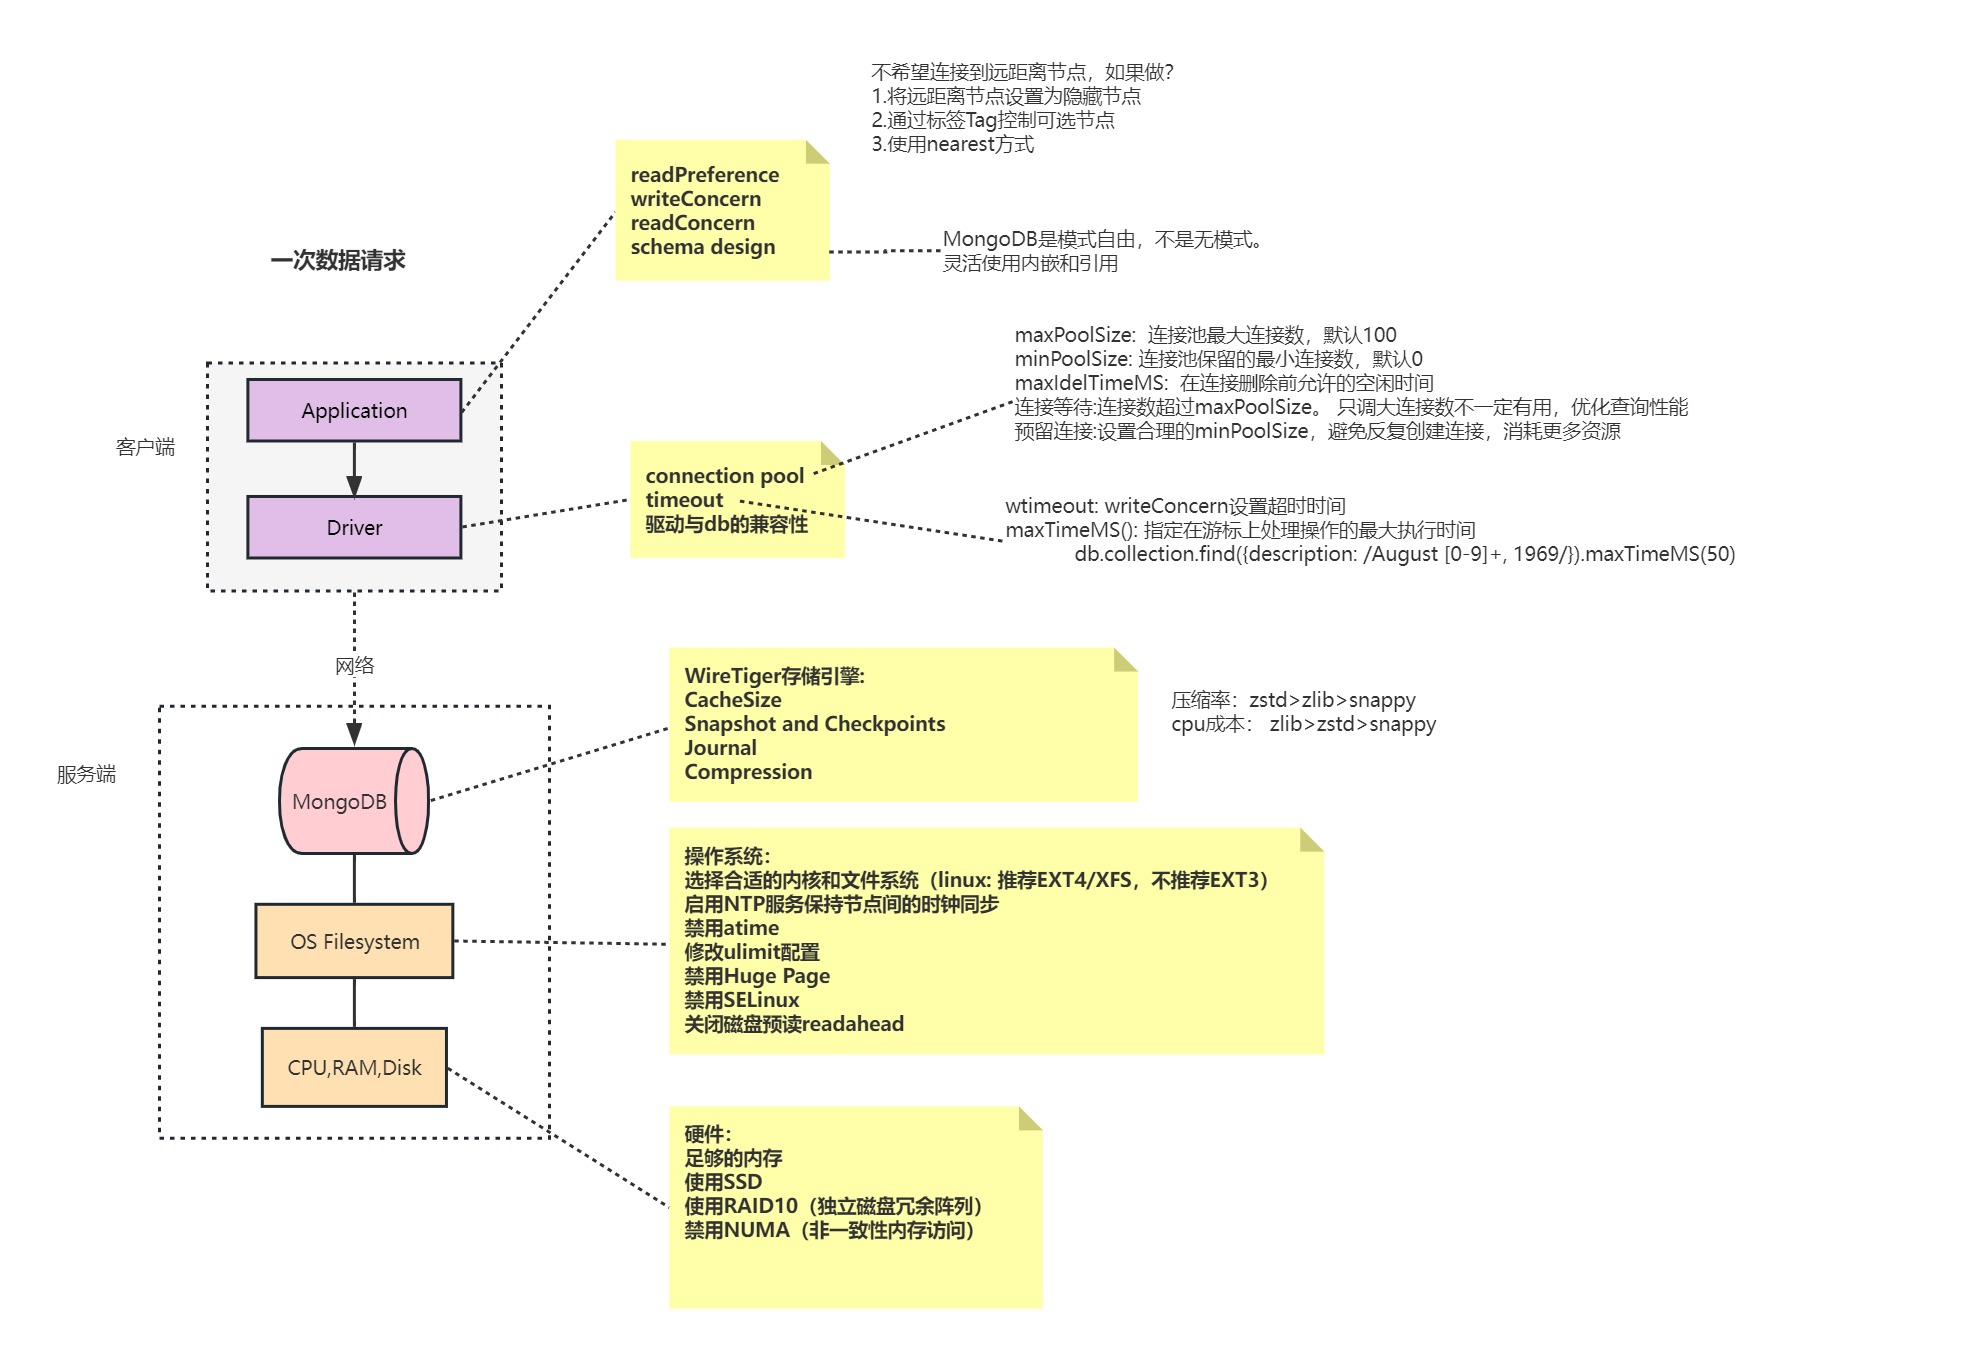 不希望连接到远距离节点，如果做？
1.将远距离节点设置为隐藏节点
2.通过标签Tag控制可选节点
3.使用nearest方式
readPreference
writeConcern
readConcern
schema design
MongoDB是模式自由，不是无模式。
灵活使用内嵌和引用
一次数据请求
maxPoolSize:  连接池最大连接数，默认100
minPoolSize: 连接池保留的最小连接数，默认0
maxIdelTimeMS:  在连接删除前允许的空闲时间
连接等待:连接数超过maxPoolSize。 只调大连接数不一定有用，优化查询性能
预留连接:设置合理的minPoolSize，避免反复创建连接，消耗更多资源
Application
客户端
Driver
connection pool
timeout
驱动与db的兼容性
wtimeout: writeConcern设置超时时间
maxTimeMS(): 指定在游标上处理操作的最大执行时间
db.collection.find({description: /August [0-9]+, 1969/}).maxTimeMS(50)
网络
WireTiger存储引擎:
CacheSize
Snapshot and Checkpoints
Journal
Compression
压缩率：zstd>zlib>snappy
cpu成本： zlib>zstd>snappy
服务端
MongoDB
操作系统：
选择合适的内核和文件系统（linux: 推荐EXT4/XFS，不推荐EXT3）
启用NTP服务保持节点间的时钟同步
禁用atime
修改ulimit配置
禁用Huge Page
禁用SELinux
关闭磁盘预读readahead
OS Filesystem
CPU,RAM,Disk
硬件：
足够的内存
使用SSD
使用RAID10（独立磁盘冗余阵列）
禁用NUMA（非一致性内存访问）